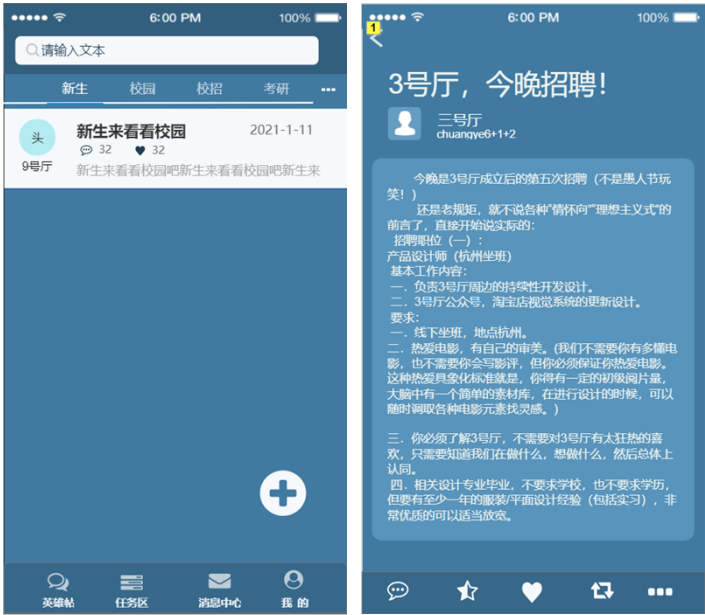 6:00 PM
100%
请输入文本
新生
校园
校招
考研
头
新生来看看校园
2021-1-11
32
32
9号厅
新生来看看校园吧新生来看看校园吧新生来
英雄帖
任务区
消息中心
我 的
6:00 PM
100%
1
3号厅，今晚招聘！
三号厅
chuangye6+1+2
今晚是3号厅成立后的第五次招聘（不是愚人节玩
笑！）
还是老规矩，就不说各种"情怀向""理想主义式"的
前言了，直接开始说实际的：
招聘职位（一）：
产品设计师（杭州坐班）
基本工作内容：
一．负责3号厅周边的持续性开发设计。
二．3号厅公众号，淘宝店视觉系统的更新设计。
要求：
一．线下坐班，地点杭州。
二．热爱电影，有自己的审美。(我们不需要你有多懂电
影，也不需要你会写影评，但你必须保证你热爱电影。
这种热爱具象化标准就是，你得有一定的初级阅片量，
大脑中有一个简单的素材库，在进行设计的时候，可以
随时调取各种电影元素找灵感。)
三．你必须了解3号厅，不需要对3号厅有太狂热的喜
欢，只需要知道我们在做什么，想做什么，然后总体上
认同。
四．相关设计专业毕业，不要求学校，也不要求学历，
但要有至少一年的服装/平面设计经验（包括实习），非
常优质的可以适当放宽。